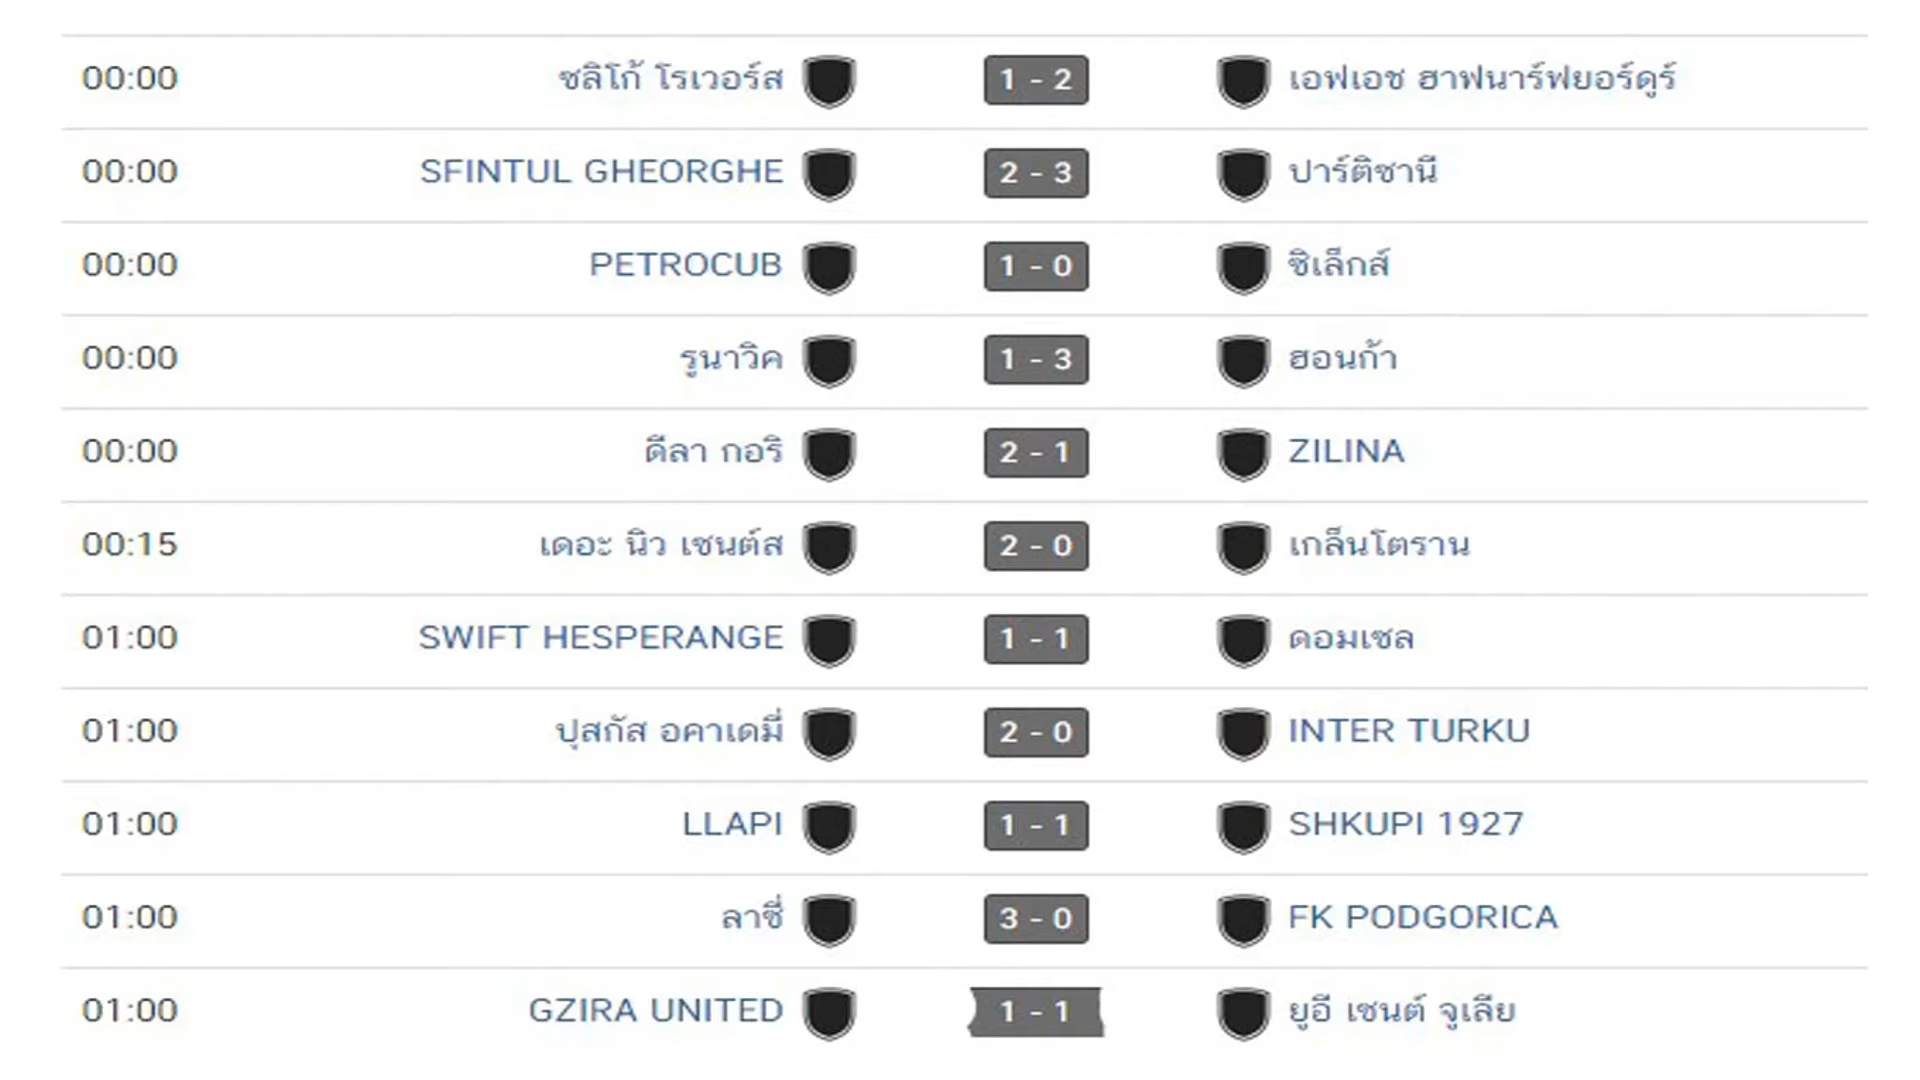 00:00 ซลิโก้ โรเวอร์ส 1 - 2 เอฟเอช ฮาฟนาร์ฟยอร์ดูร์
00:00 SFINTUL GHEORGHE 2 - 3 ปาร์ติซานี
00:00 PETROCUB 1 - 0 ซิเล็กส์
00:00 รูนาวิค 1 - 3 ฮอนก้า
00:00 ดีลา กอริ 2 - 1 ZILINA
00:15 เดอะ นิว เซนต์ส 2 - 0 เกล็นโตราน
01:00 SWIFT HESPERANGE 1 - 1 ดอมเซล
01:00 ปุสกัส อคาเดมี่ 2 - 0 INTER TURKU
01:00 LLAPI 1 - 1 SHKUPI 1927
01:00 ลาซี่ 3 - 0 FK PODGORICA
01:00 GZIRA UNITED 1 - 1 ยูอี เซนต์ จูเลีย